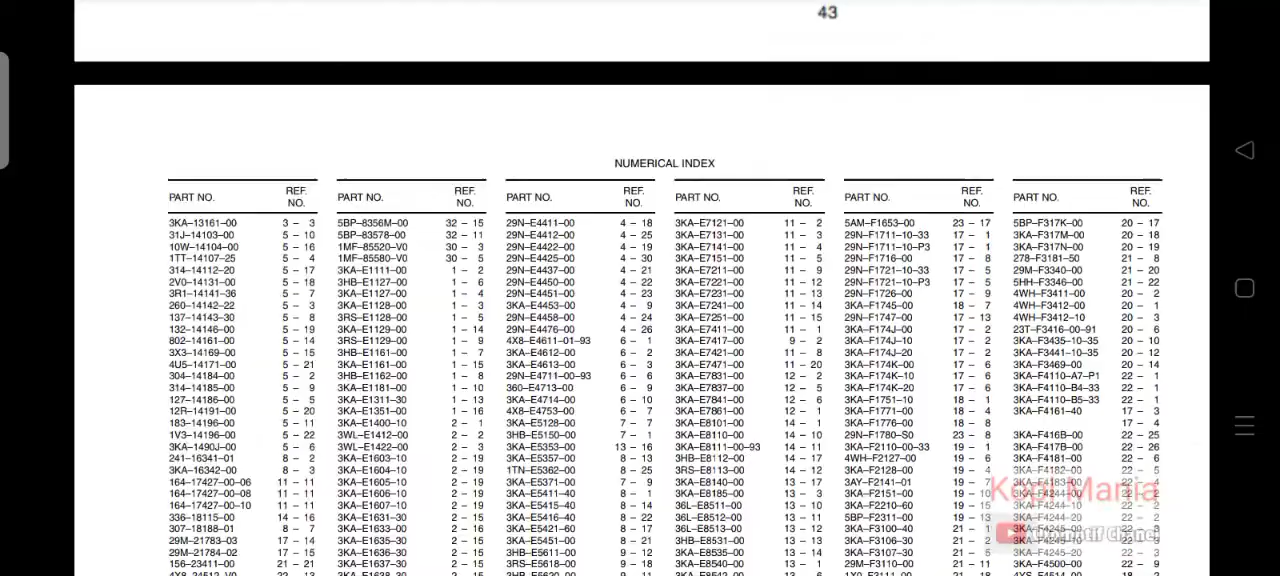 43
NUMERICAL INDEX
PART NO. REF. NO. PART NO. REF. NO. PART NO. REF. NO. PART NO. REF. NO. PART NO. REF. NO. PART NO. REF. NO.
3KA-13161-00 3 - 3 5BP-8356M-00 32 - 15 29N-E4411-00 4 - 18 3KA-E7121-00 11 - 2 5AM-F1653-00 23 - 17 5BP-F317K-00 20 - 17
31J-14103-00 5 - 10 5BP-83578-00 32 - 11 29N-E4412-00 4 - 25 3KA-E7131-00 11 - 3 29N-F1711-10-33 17 - 1 3KA-F317M-00 20 - 18
10W-14104-00 5 - 16 1MF-85520-V0 30 - 3 29N-E4422-00 4 - 19 3KA-E7141-00 11 - 4 29N-F1711-10-P3 17 - 1 3KA-F317N-00 20 - 19
1TT-14107-25 5 - 4 1MF-85580-V0 30 - 5 29N-E4425-00 4 - 30 3KA-E7151-00 11 - 5 29N-F1716-00 17 - 8 278-F3181-50 21 - 8
314-14112-20 5 - 17 3KA-E1111-00 1 - 2 29N-E4437-00 4 - 21 3KA-E7211-00 11 - 9 29N-F1721-10-33 17 - 5 29M-F3340-00 21 - 20
2V0-14131-00 5 - 18 3HB-E1127-00 1 - 6 29N-E4450-00 4 - 22 3KA-E7221-00 11 - 12 29N-F1721-10-P3 17 - 5 5HH-F3346-00 21 - 22
3R1-14141-36 5 - 7 3KA-E1127-00 1 - 4 29N-E4451-00 4 - 23 3KA-E7231-00 11 - 13 29N-F1726-00 17 - 9 4WH-F3411-00 20 - 2
260-14142-22 5 - 3 3KA-E1128-00 1 - 3 3KA-E4453-00 4 - 9 3KA-E7241-00 11 - 14 3KA-F1745-00 18 - 7 4WH-F3412-00 20 - 1
137-14143-30 5 - 8 3RS-E1128-00 1 - 5 29N-E4458-00 4 - 24 3KA-E7251-00 11 - 15 29N-F1747-00 17 - 13 4WH-F3412-10 20 - 3
132-14146-00 5 - 19 3KA-E1129-00 1 - 14 29N-E4476-00 4 - 26 3KA-E7411-00 11 - 1 3KA-F174J-00 17 - 2 23T-F3416-00-91 20 - 6
802-14161-00 5 - 14 3RS-E1129-00 1 - 9 4X8-E4611-01-93 6 - 1 3KA-E7417-00 9 - 2 3KA-F174J-10 17 - 2 3KA-F3435-10-35 20 - 10
3X3-14169-00 5 - 15 3HB-E1161-00 1 - 7 3KA-E4612-00 6 - 2 3KA-E7421-00 11 - 8 3KA-F174J-20 17 - 2 3KA-F3441-10-35 20 - 12
4U5-14171-00 5 - 21 3KA-E1161-00 1 - 15 3KA-E4613-00 6 - 3 3KA-E7471-00 11 - 20 3KA-F174K-00 17 - 6 3KA-F3469-00 20 - 14
304-14184-00 5 - 2 3HB-E1162-00 1 - 8 29N-E4711-00-93 6 - 6 3KA-E7831-00 12 - 2 3KA-F174K-10 17 - 6 3KA-F4110-A7-P1 22 - 1
314-14185-00 5 - 9 3KA-E1181-00 1 - 10 360-E4713-00 6 - 9 3KA-E7837-00 12 - 5 3KA-F174K-20 17 - 6 3KA-F4110-B4-33 22 - 1
127-14186-00 5 - 5 3KA-E1311-30 1 - 13 3KA-E4714-00 6 - 10 3KA-E7841-00 12 - 6 3KA-F1751-10 18 - 1 3KA-F4110-B5-33 22 - 1
12R-14191-00 5 - 20 3KA-E1351-00 1 - 16 4X8-E4753-00 6 - 7 3KA-E7861-00 12 - 1 3KA-F1771-00 18 - 4 3KA-F4161-40 17 - 3
183-14196-00 5 - 11 3KA-E1400-10 2 - 1 3KA-E5128-00 7 - 7 3KA-E8101-00 14 - 1 3KA-F1776-00 18 - 8 17 - 4
1V3-14196-00 5 - 22 3WL-E1412-00 2 - 2 3HB-E5150-00 7 - 1 3KA-E8110-00 14 - 10 29N-F1780-S0 23 - 8 3KA-F416B-00 22 - 25
3KA-1490J-00 5 - 6 3WL-E1422-00 2 - 3 3KA-E5353-00 13 - 16 3KA-E8111-00-93 14 - 11 3KA-F2110-00-33 19 - 1 3KA-F417B-00 22 - 26
241-16341-01 8 - 2 3KA-E1603-10 2 - 19 3KA-E5357-00 8 - 13 3HB-E8112-00 14 - 17 4WH-F2127-00 19 - 6 3KA-F4181-00 22 - 6
3KA-16342-00 8 - 3 3KA-E1604-10 2 - 19 1TN-E5362-00 8 - 25 3RS-E8113-00 14 - 12 3KA-F2128-00 19 - 4 3KA-F4182-00 22 - 5
164-17427-00-06 11 - 11 3KA-E1605-10 2 - 19 3KA-E5371-00 7 - 9 3KA-E8140-00 13 - 17 3AY-F2141-01 19 - 7 3KA-F4183-00 22
164-17427-00-08 11 - 11 3KA-E1606-10 2 - 19 3KA-E5411-40 8 - 1 3KA-E8185-00 13 - 3 3KA-F2151-00 19 - 10 3KA-F4244-00 22 - 2
164-17427-00-10 11 - 11 3KA-E1607-10 2 - 19 3KA-E5415-40 8 - 14 36L-E8511-00 13 - 10 3KA-F2210-60 19 - 15 3KA-F4244-10 22 - 2
336-18115-00 14 - 16 3KA-E1631-30 2 - 15 3KA-E5416-40 8 - 22 36L-E8512-00 13 - 11 5BP-F2311-00 19 - 13 3KA-F4244-20 22 - 2
307-18188-01 8 - 7 3KA-E1633-00 2 - 16 3KA-E5421-60 8 - 17 36L-E8513-00 13 - 12 3KA-F3100-40 21 - 1 3KA-F4245-00 22 - 3
29M-21783-03 17 - 14 3KA-E1635-30 2 - 15 3KA-E5451-00 8 - 21 3HB-E8531-00 13 - 13 3KA-F3106-30 21 - 2 3KA-F4245-10 22 - 3
29M-21784-02 17 - 15 3KA-E1636-30 2 - 15 3HB-E5611-00 9 - 12 3KA-E8535-00 13 - 14 3KA-F3107-30 21 - 5 3KA-F4245-20 22 - 3
156-23411-00 21 - 21 3KA-E1637-30 2 - 15 3RS-E5618-00 9 - 18 3KA-E8540-00 13 - 1 29M-F3110-00 21 - 11 3KA-F4500-00 22 - 9
Kopi Mania
Otomotif Chanel